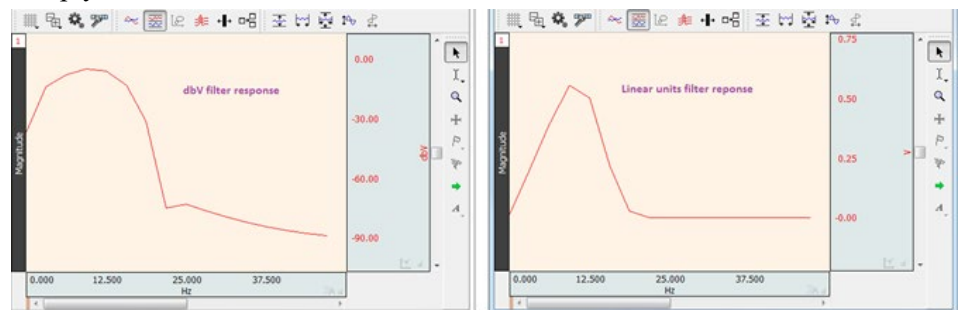 1
dbV filter response
0.00
-30.00
-60.00
-90.00
Magnitude
dbV
0.000 12.500 25.000 37.500
Hz
1
Linear units filter reponse
0.75
0.50
0.25
-0.00
Magnitude
V
0.000 12.500 25.000 37.500
Hz